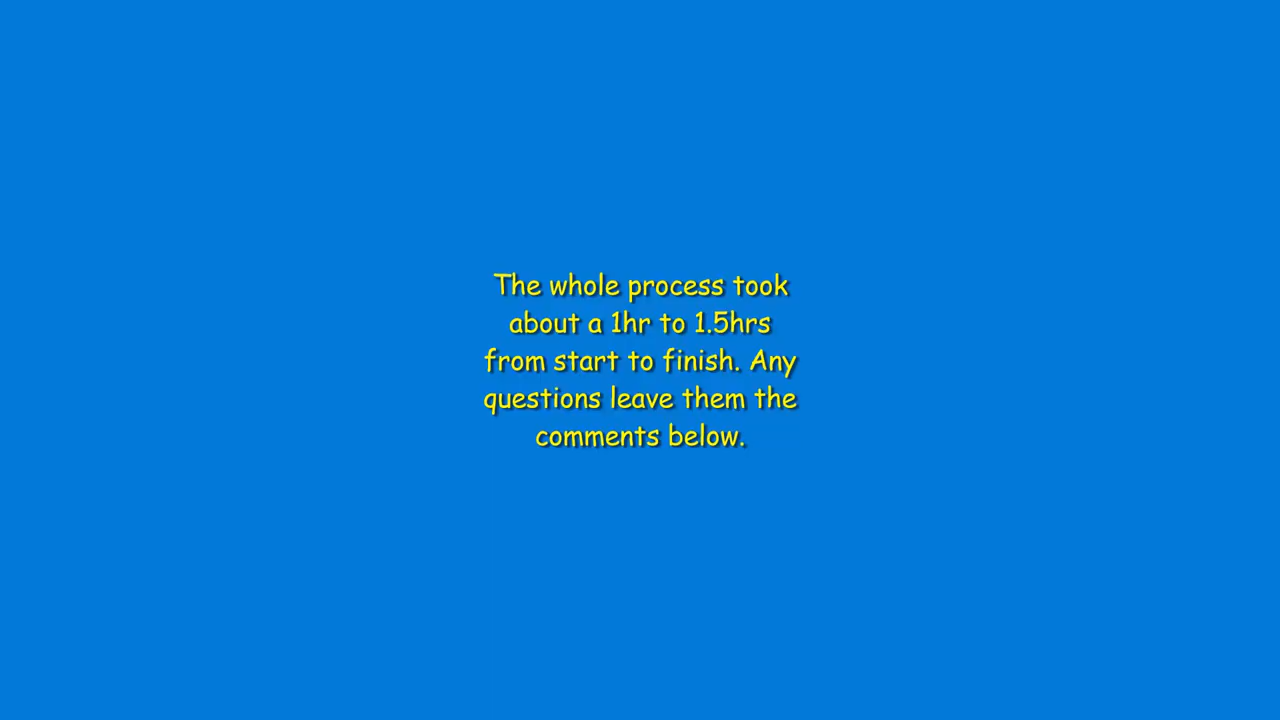 The whole process took
about a 1hr to 1.5hrs
from start to finish. Any
questions leave them the
comments below.